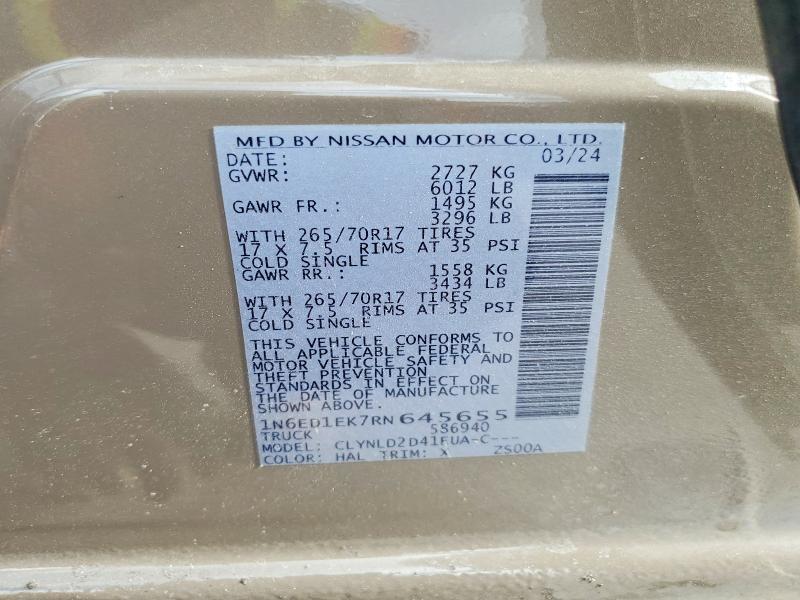 MFD BY NISSAN MOTOR CO., LTD.
DATE: 03/24
GVWR: 2727 KG
6012 LB
GAWR FR.: 1495 KG
3296 LB
WITH 265/70R17 TIRES
17 X 7.5 RIMS AT 35 PSI
COLD SINGLE
GAWR RR.: 1558 KG
3434 LB
WITH 265/70R17 TIRES
17 X 7.5 RIMS AT 35 PSI
COLD SINGLE
THIS VEHICLE CONFORMS TO
ALL APPLICABLE FEDERAL
MOTOR VEHICLE SAFETY AND
THEFT PREVENTION
STANDARDS IN EFFECT ON
THE DATE OF MANUFACTURE
SHOWN ABOVE.
1N6ED1EK7RN645655
TRUCK 586940
MODEL: CLYNLD2D41FUA-C---
COLOR: HAL TRIM: X ZS00A